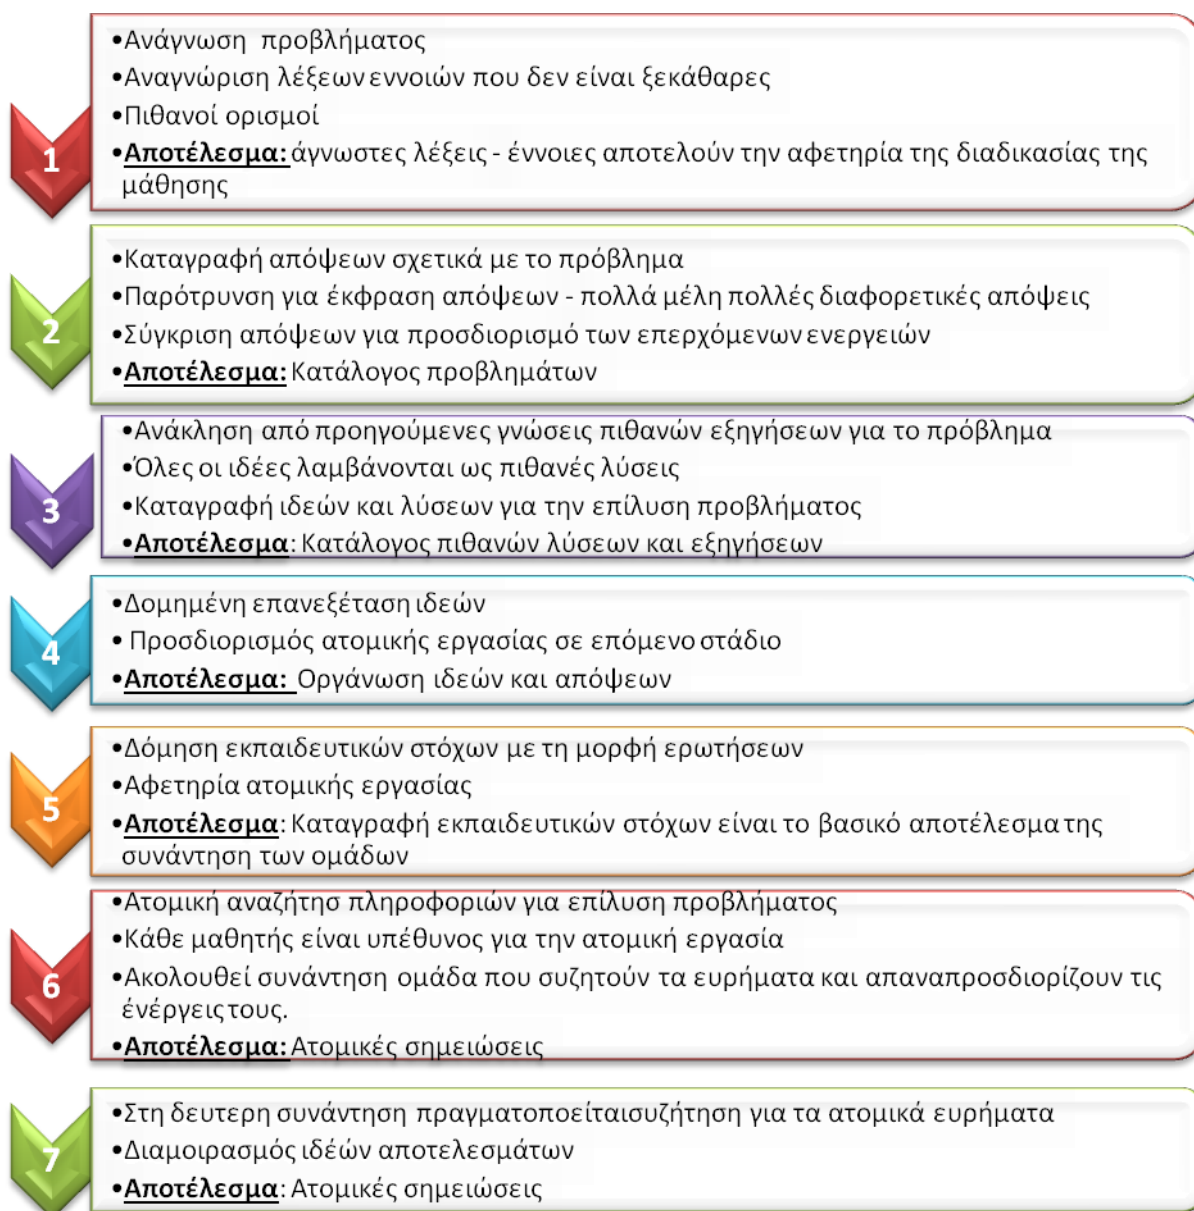 •Ανάγνωση προβλήματος
•Αναγνώριση λέξεων εννοιών που δεν είναι ξεκάθαρες
•Πιθανοί ορισμοί
1
•Αποτέλεσμα: άγνωστες λέξεις - έννοιες αποτελούν την αφετηρία της διαδικασίας της
μάθησης
•Καταγραφή απόψεων σχετικά με το πρόβλημα
•Παρότρυνση για έκφραση απόψεων - πολλά μέλη πολλές διαφορετικές απόψεις
2
•Σύγκριση απόψεων για προσδιορισμό των επερχόμενων ενεργειών
•Αποτέλεσμα: Κατάλογος προβλημάτων
•Ανάκληση από προηγούμενες γνώσεις πιθανών εξηγήσεων για το πρόβλημα
•Όλες οι ιδέες λαμβάνονται ως πιθανές λύσεις
3
•Καταγραφή ιδεών και λύσεων για την επίλυση προβλήματος
•Αποτέλεσμα: Κατάλογος πιθανών λύσεων και εξηγήσεων
•Δομημένη επανεξέταση ιδεών
4
• Προσδιορισμός ατομικής εργασίας σε επόμενο στάδιο
•Αποτέλεσμα: Οργάνωση ιδεών και απόψεων
•Δόμηση εκπαιδευτικών στόχων με τη μορφή ερωτήσεων
5
•Αφετηρία ατομικής εργασίας
•Αποτέλεσμα: Καταγραφή εκπαιδευτικών στόχων είναι το βασικό αποτέλεσμα της
συνάντηση των ομάδων
•Ατομική αναζήτησ πληροφοριών για επίλυση προβλήματος
•Κάθε μαθητής είναι υπέθυνος για την ατομική εργασία
6
•Ακολουθεί συνάντηση ομάδα που συζητούν τα ευρήματα και απαναπροσδιορίζουν τις
ένέργεις τους.
•Αποτέλεσμα: Ατομικές σημειώσεις
•Στη δευτερη συνάντηση πραγματοποείταισυζήτηση για τα ατομικά ευρήματα
7
•Διαμοιρασμός ιδέών αποτελεσμάτων
•Αποτέλεσμα: Ατομικές σημειώσεις